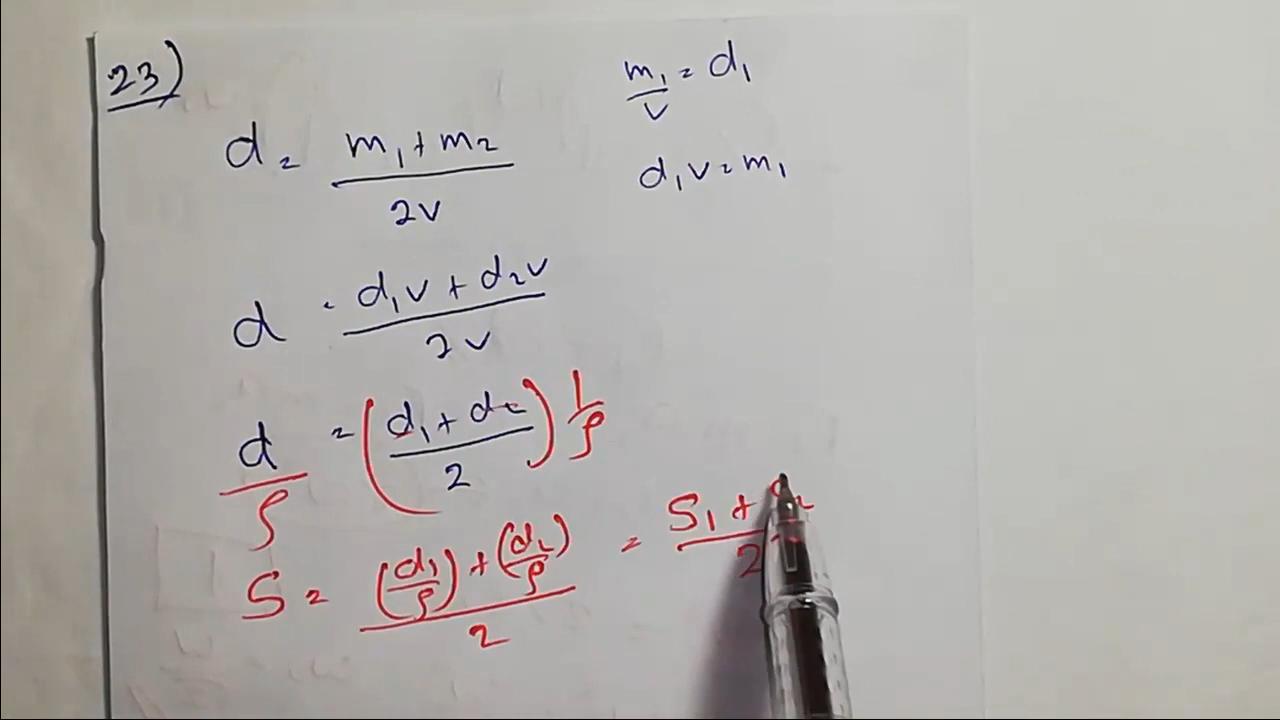 23)
d = m₁ + m₂ / 2v
m₁ / v = d₁
d₁v = m₁
d = d₁v + d₂v / 2v
d/ρ = (d₁ + d₂ / 2) 1/ρ
S = (d₁/ρ) + (d₂/ρ) / 2 = S₁ + / 2